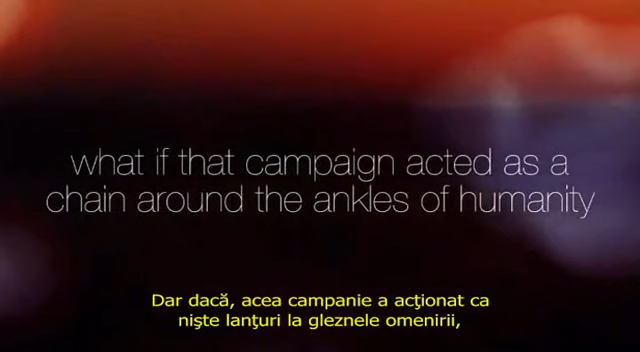 what if that campaign acted as a
chain around the ankles of humanity
Dar dacă, acea campanie a acţionat ca
nişte lanţuri la gleznele omenirii,